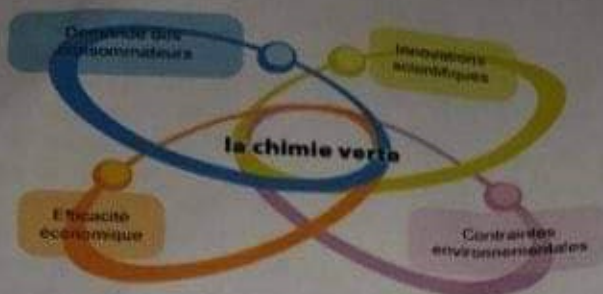 Demande des
consommateurs
Innovations
scientifiques
la chimie verte
Efficacité
économique
Contraintes
environnementales